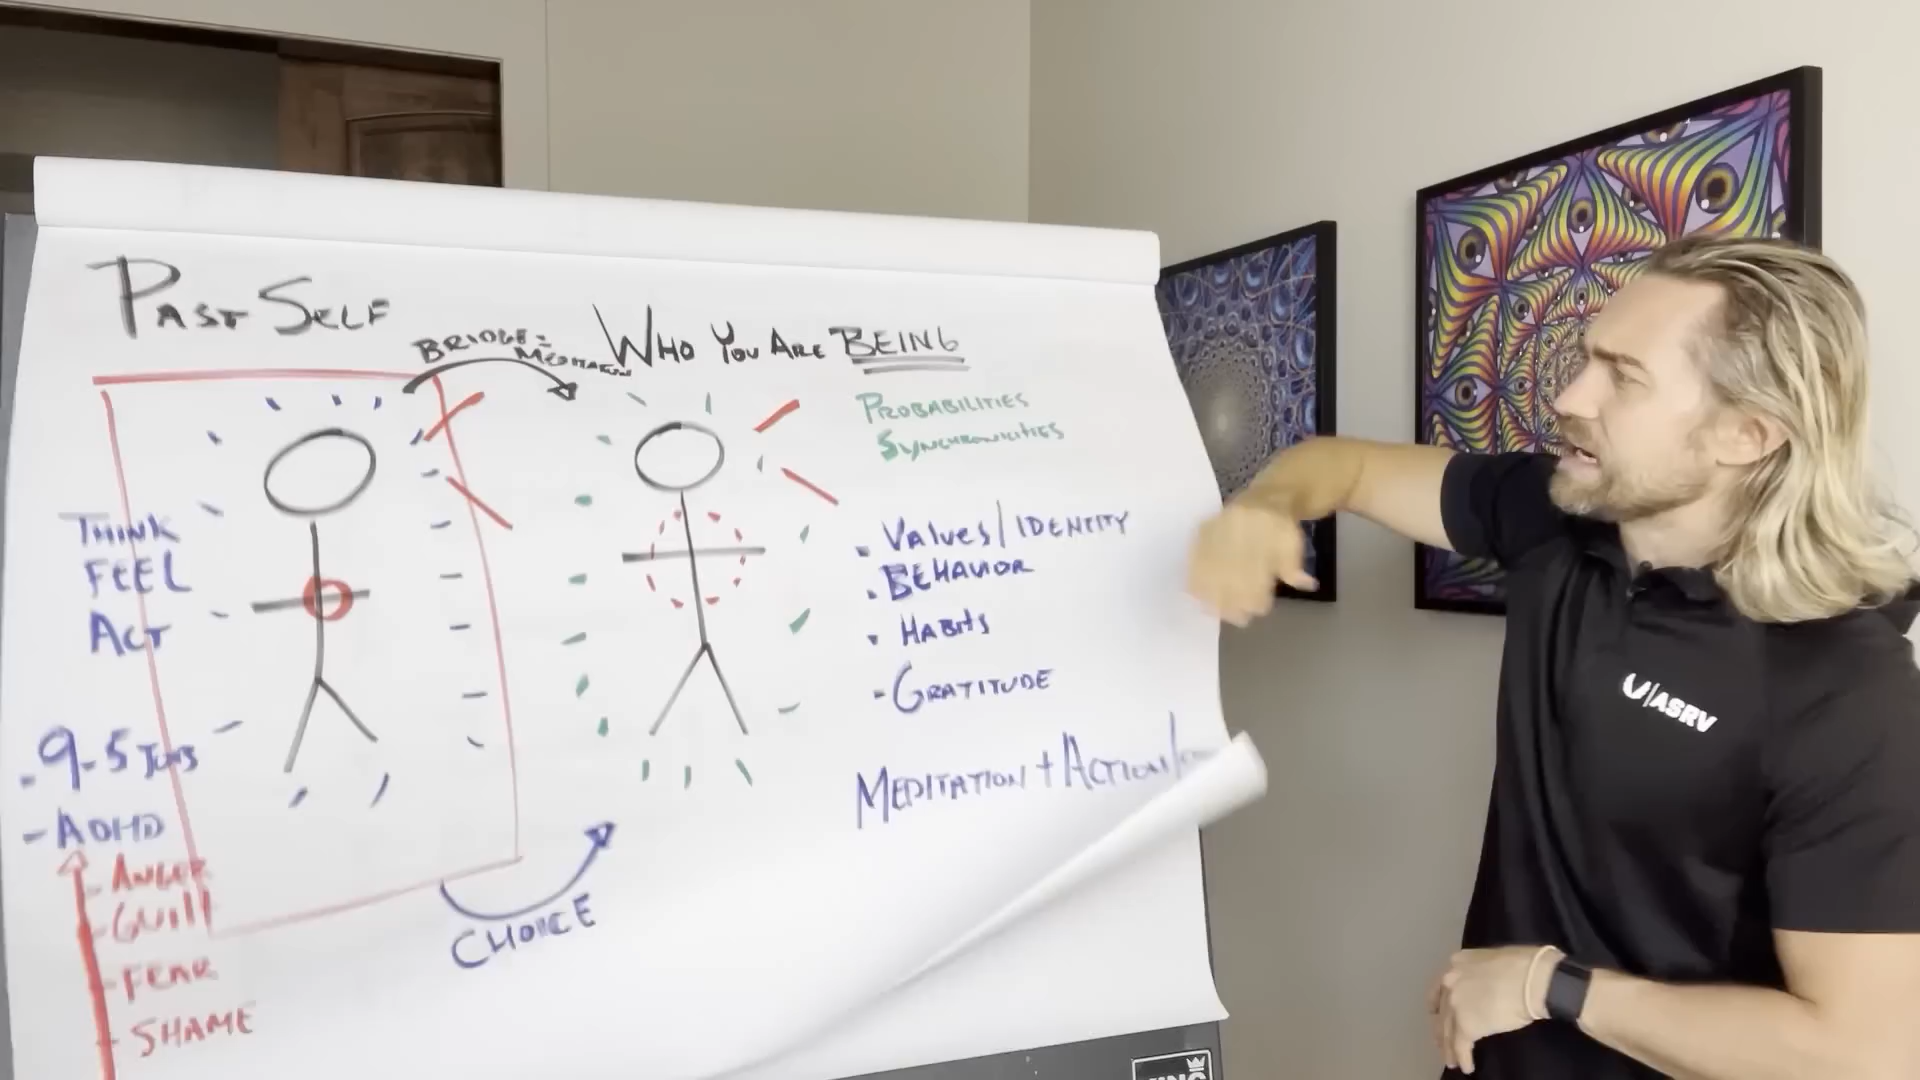 PAST SELF
BRIDGE =
MEDITATION
WHO YOU ARE BEING
PROBABILITIES
SYNCHRONICITIES
THINK
FEEL
ACT
- VALUES/IDENTITY
- BEHAVIOR
- HABITS
- GRATITUDE
MEDITATION + ACTION/
- 9-5 JOBS
- ADHD
- ANGER
- GUILT
- FEAR
- SHAME
CHOICE
ASRV